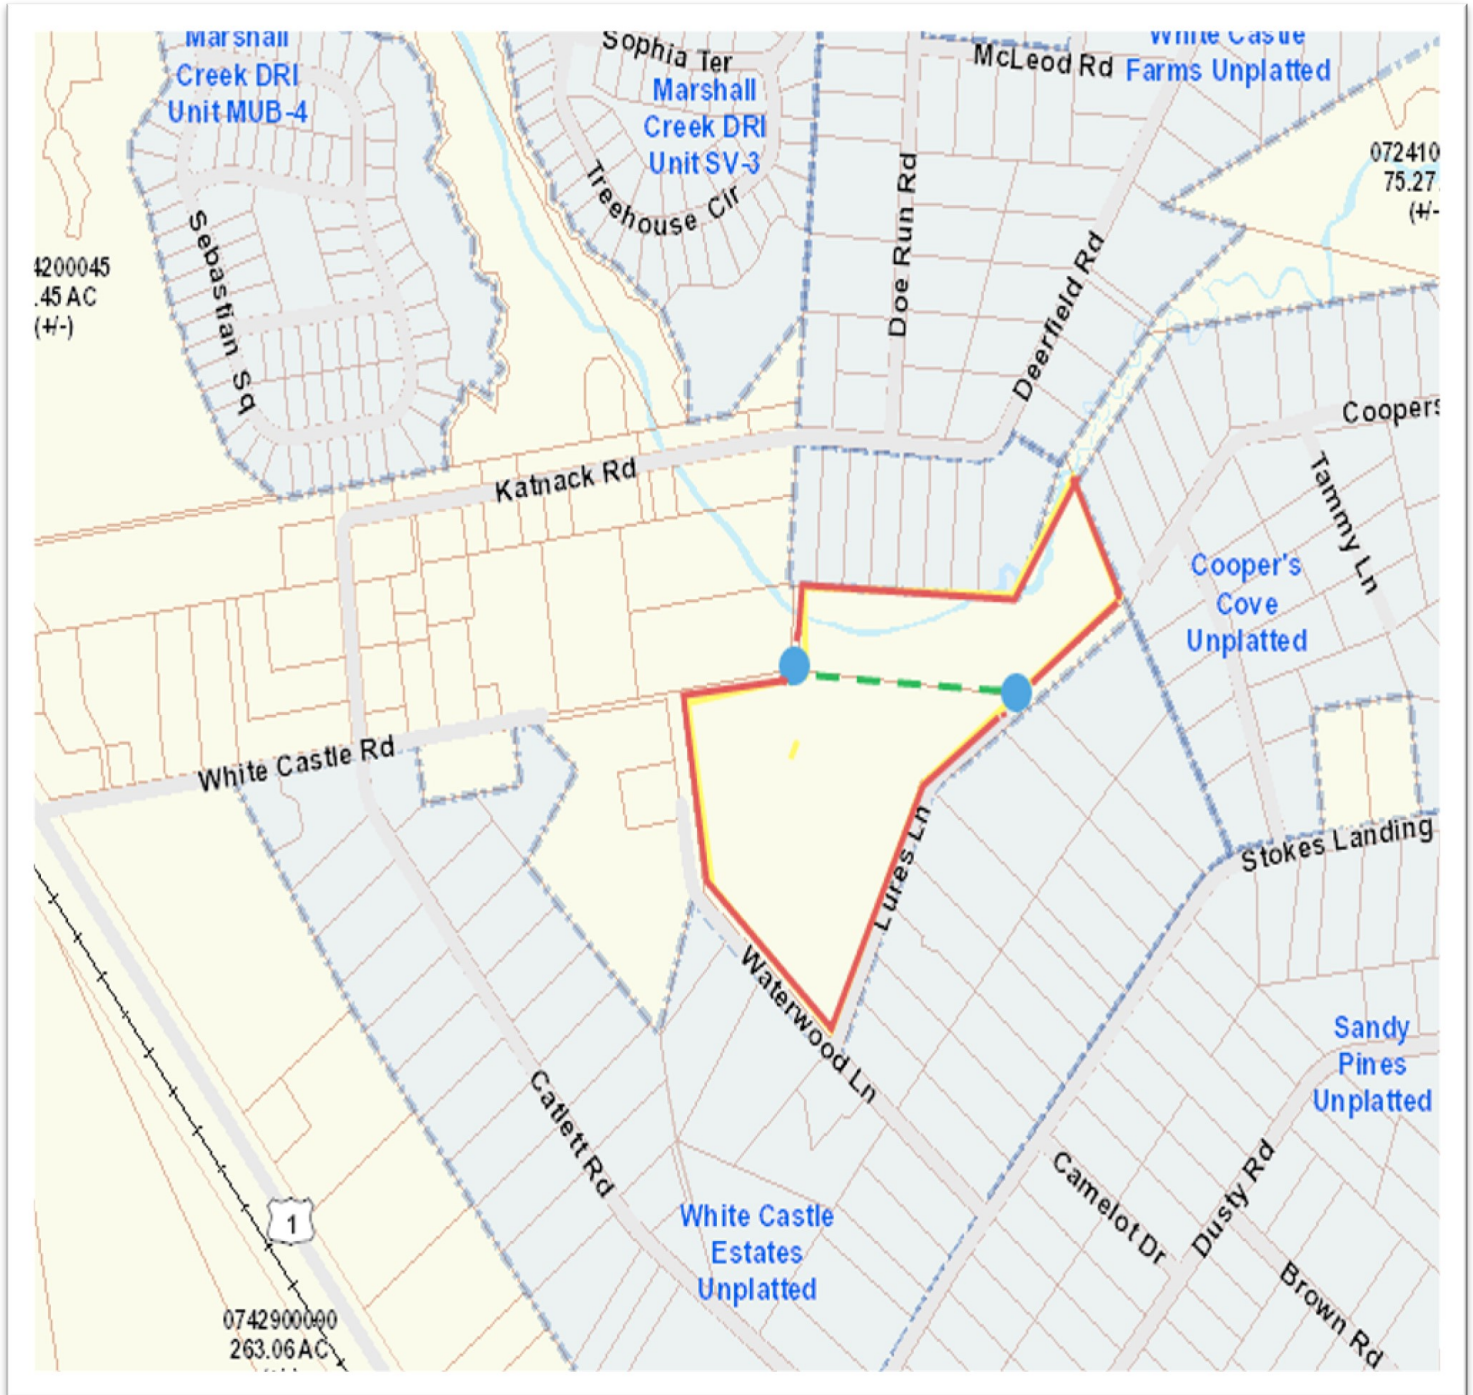 Marshall
Creek DRI
Unit MUB-4
Sophia Ter
Marshall
Creek DRI
Unit SV-3
McLeod Rd
White Castle
Farms Unplatted
072410
75.27
(+/-
Treehouse Cir
Doe Run Rd
Deerfield Rd
Sebastian Sq
4200045
.45 AC
(+/-)
Katnack Rd
Coopers
Tammy Ln
Cooper's
Cove
Unplatted
White Castle Rd
Lures Ln
Stokes Landing
Waterwood Ln
Sandy
Pines
Unplatted
Catlett Rd
Camelot Dr
Dusty Rd
Brown Rd
White Castle
Estates
Unplatted
1
0742900000
263.06 AC